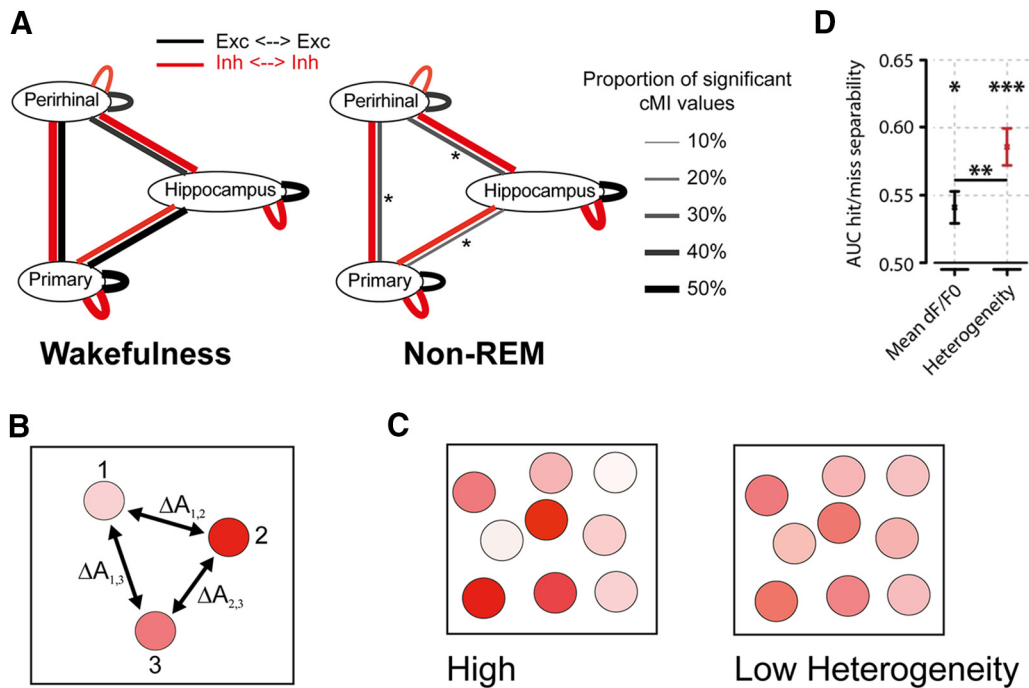 A
Exc <--> Exc
Inh <--> Inh
Perirhinal
Hippocampus
Primary
Wakefulness
Perirhinal
*
Hippocampus
*
*
Primary
Non-REM
Proportion of significant
cMI values
10%
20%
30%
40%
50%
D
AUC hit/miss separability
0.65
0.60
0.55
0.50
*
***
**
Mean dF/F0
Heterogeneity
B
1
ΔA1,2
2
ΔA1,3
ΔA2,3
3
C
High
Low Heterogeneity